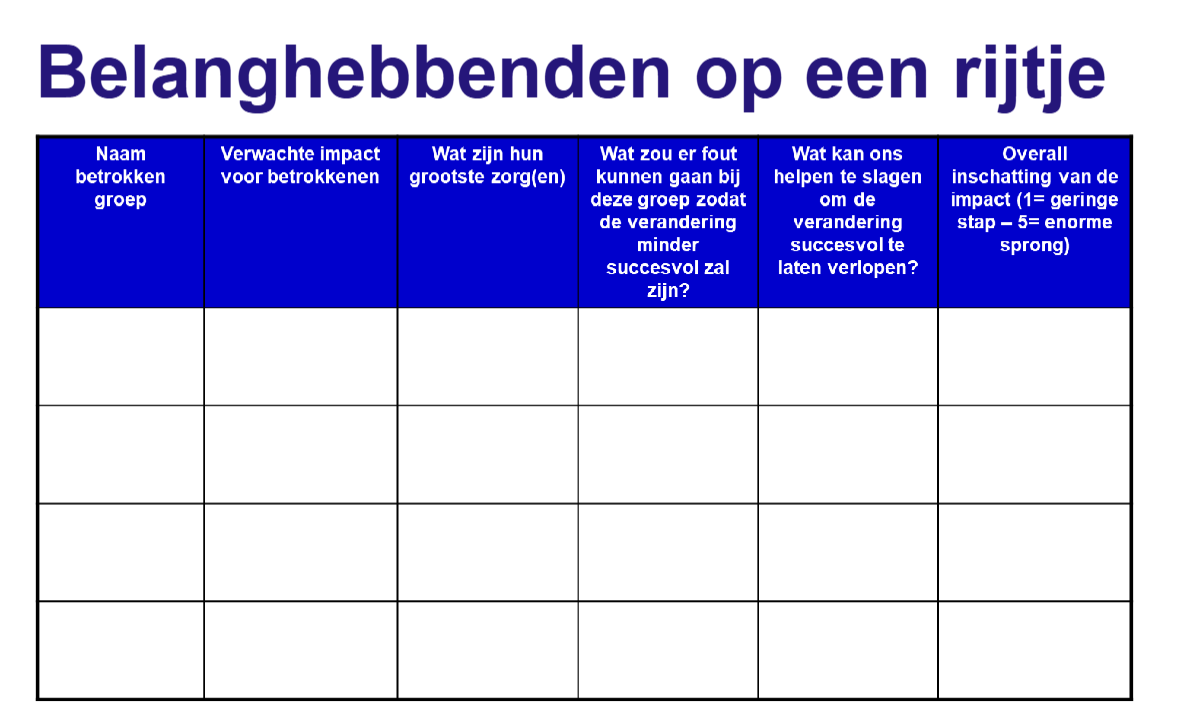 Belanghebbenden op een rijtje
Naam
betrokken
groep
Verwachte impact
voor betrokkenen
Wat zijn hun
grootste zorg(en)
Wat zou er fout
kunnen gaan bij
deze groep zodat
de verandering
minder
succesvol zal
zijn?
Wat kan ons
helpen te slagen
om de
verandering
succesvol te
laten verlopen?
Overall
inschatting van de
impact (1= geringe
stap – 5= enorme
sprong)